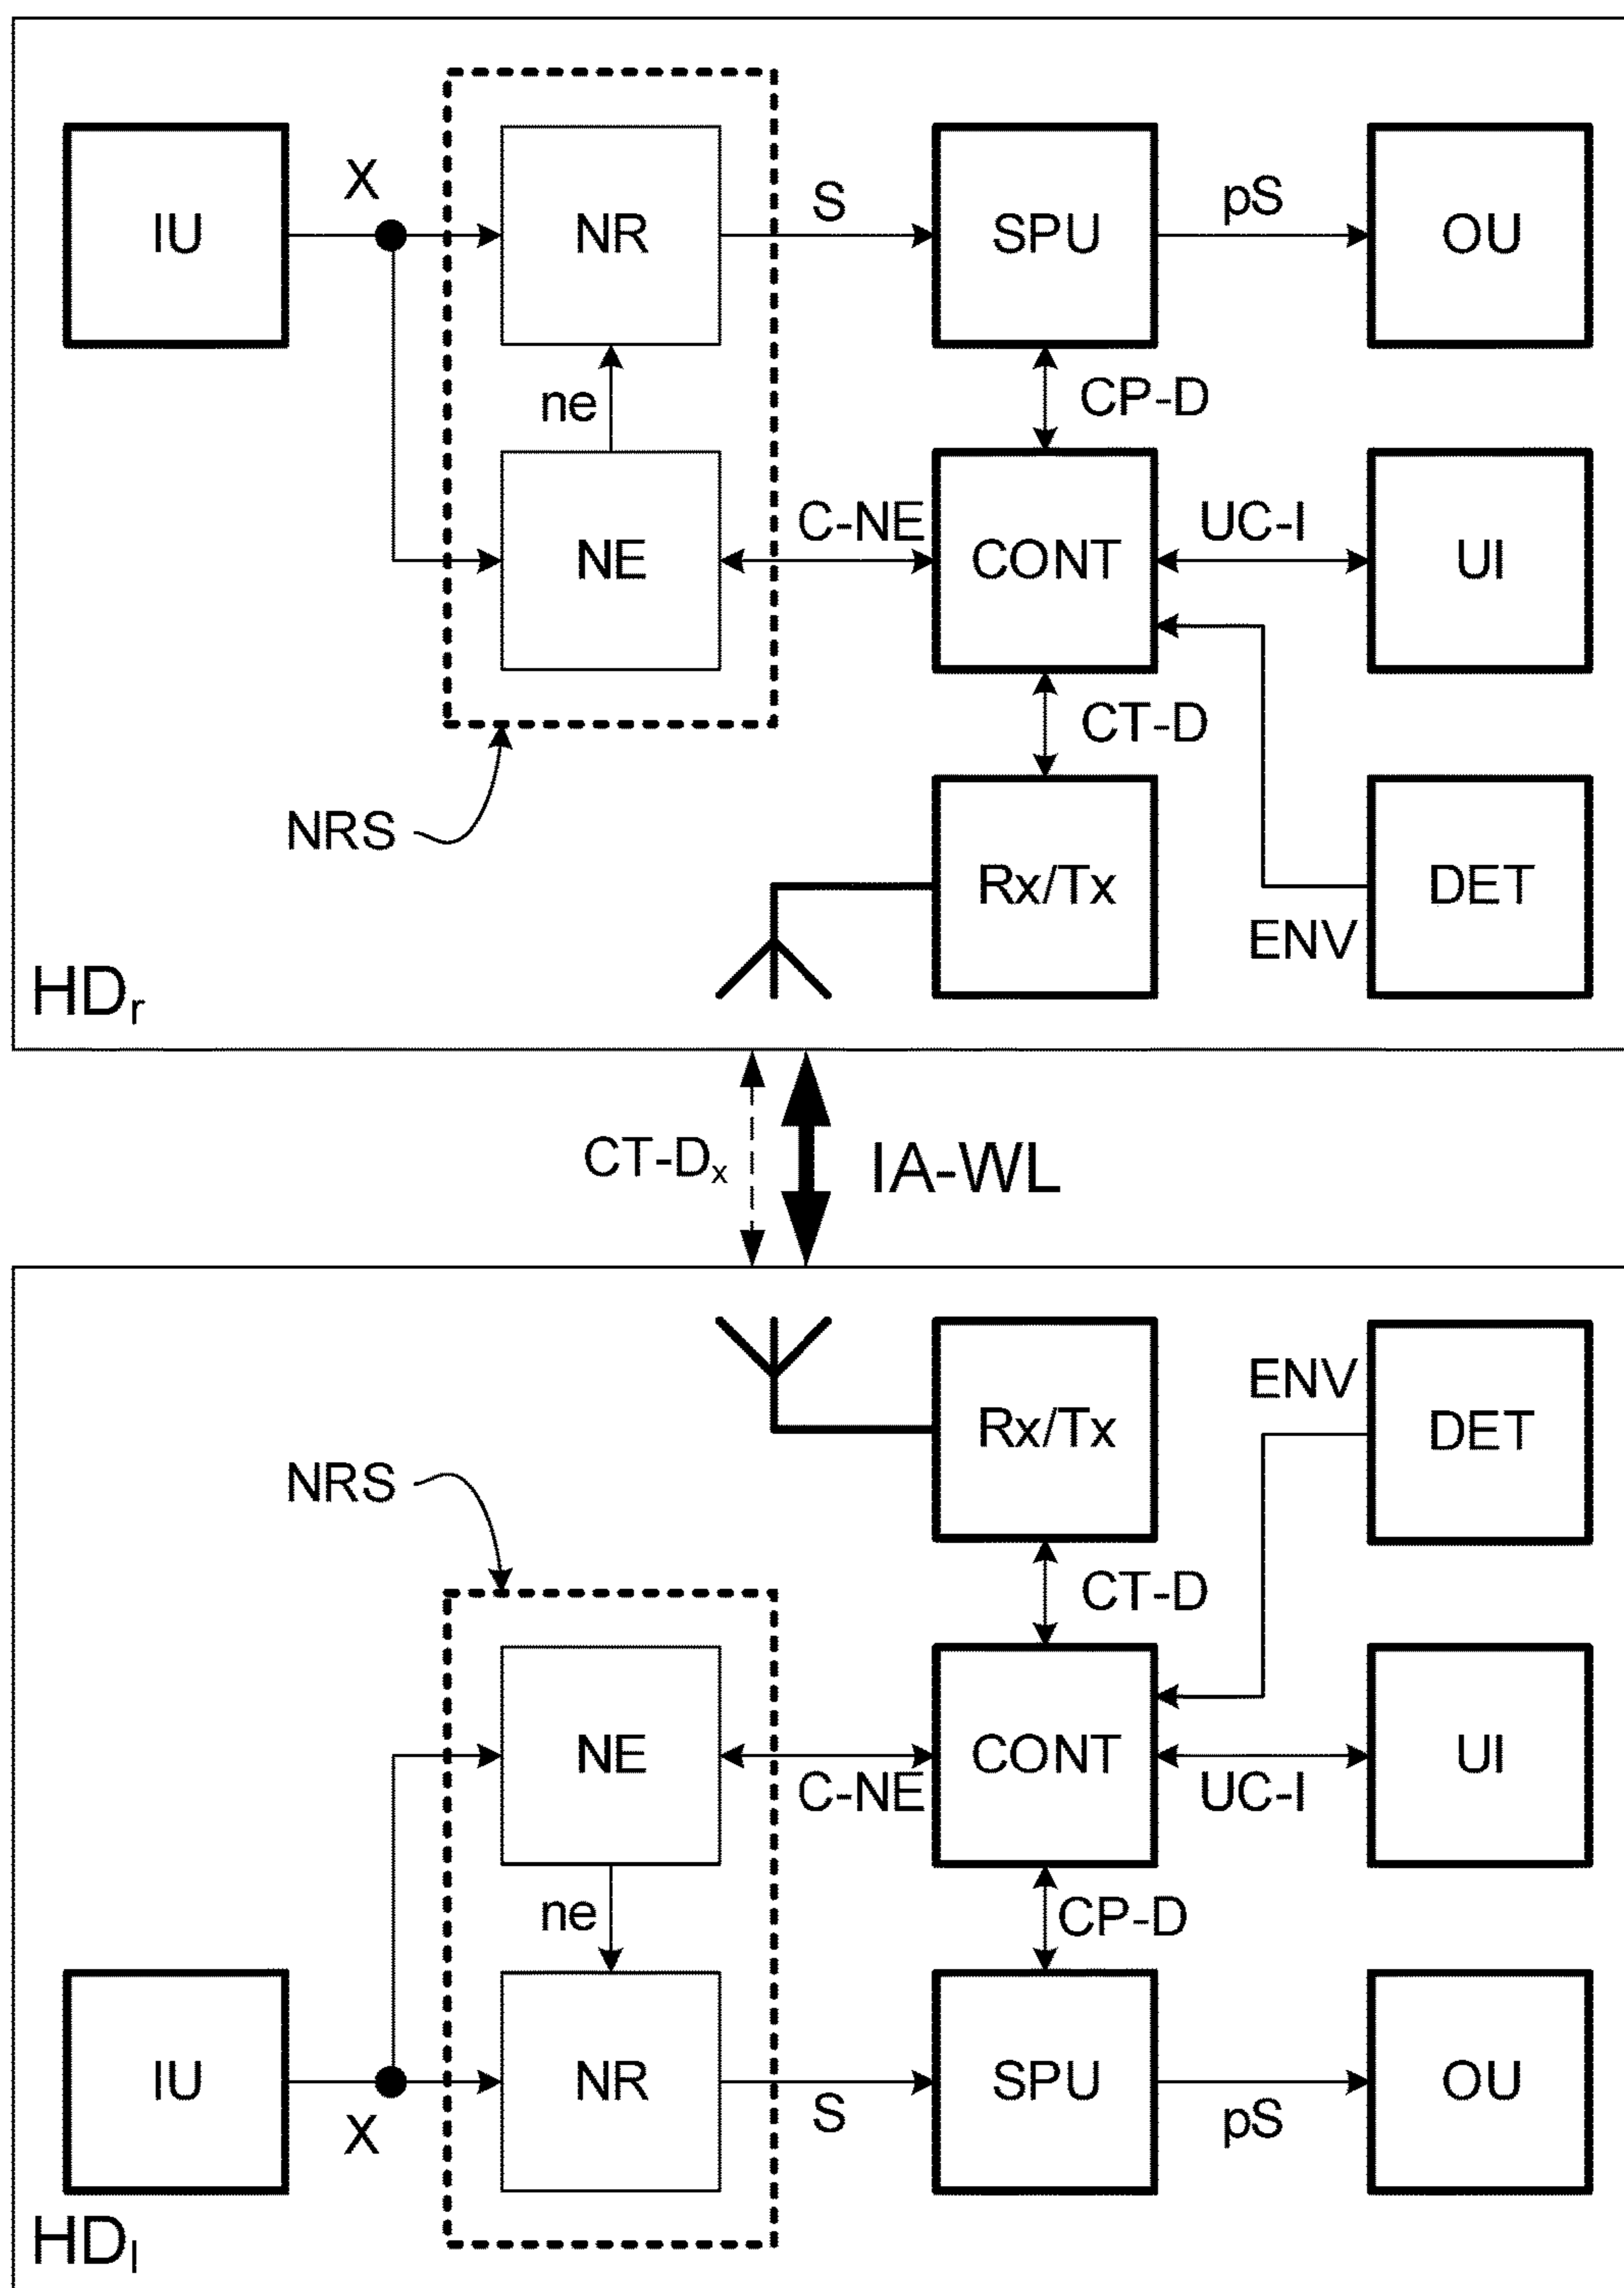 X
S
pS
IU
NR
SPU
OU
ne
CP-D
C-NE
UC-I
NE
CONT
UI
CT-D
NRS
Rx/Tx
DET
ENV
HDr
CT-Dx
IA-WL
ENV
Rx/Tx
DET
NRS
CT-D
NE
CONT
UI
C-NE
UC-I
ne
CP-D
IU
NR
SPU
OU
X
S
pS
HDl